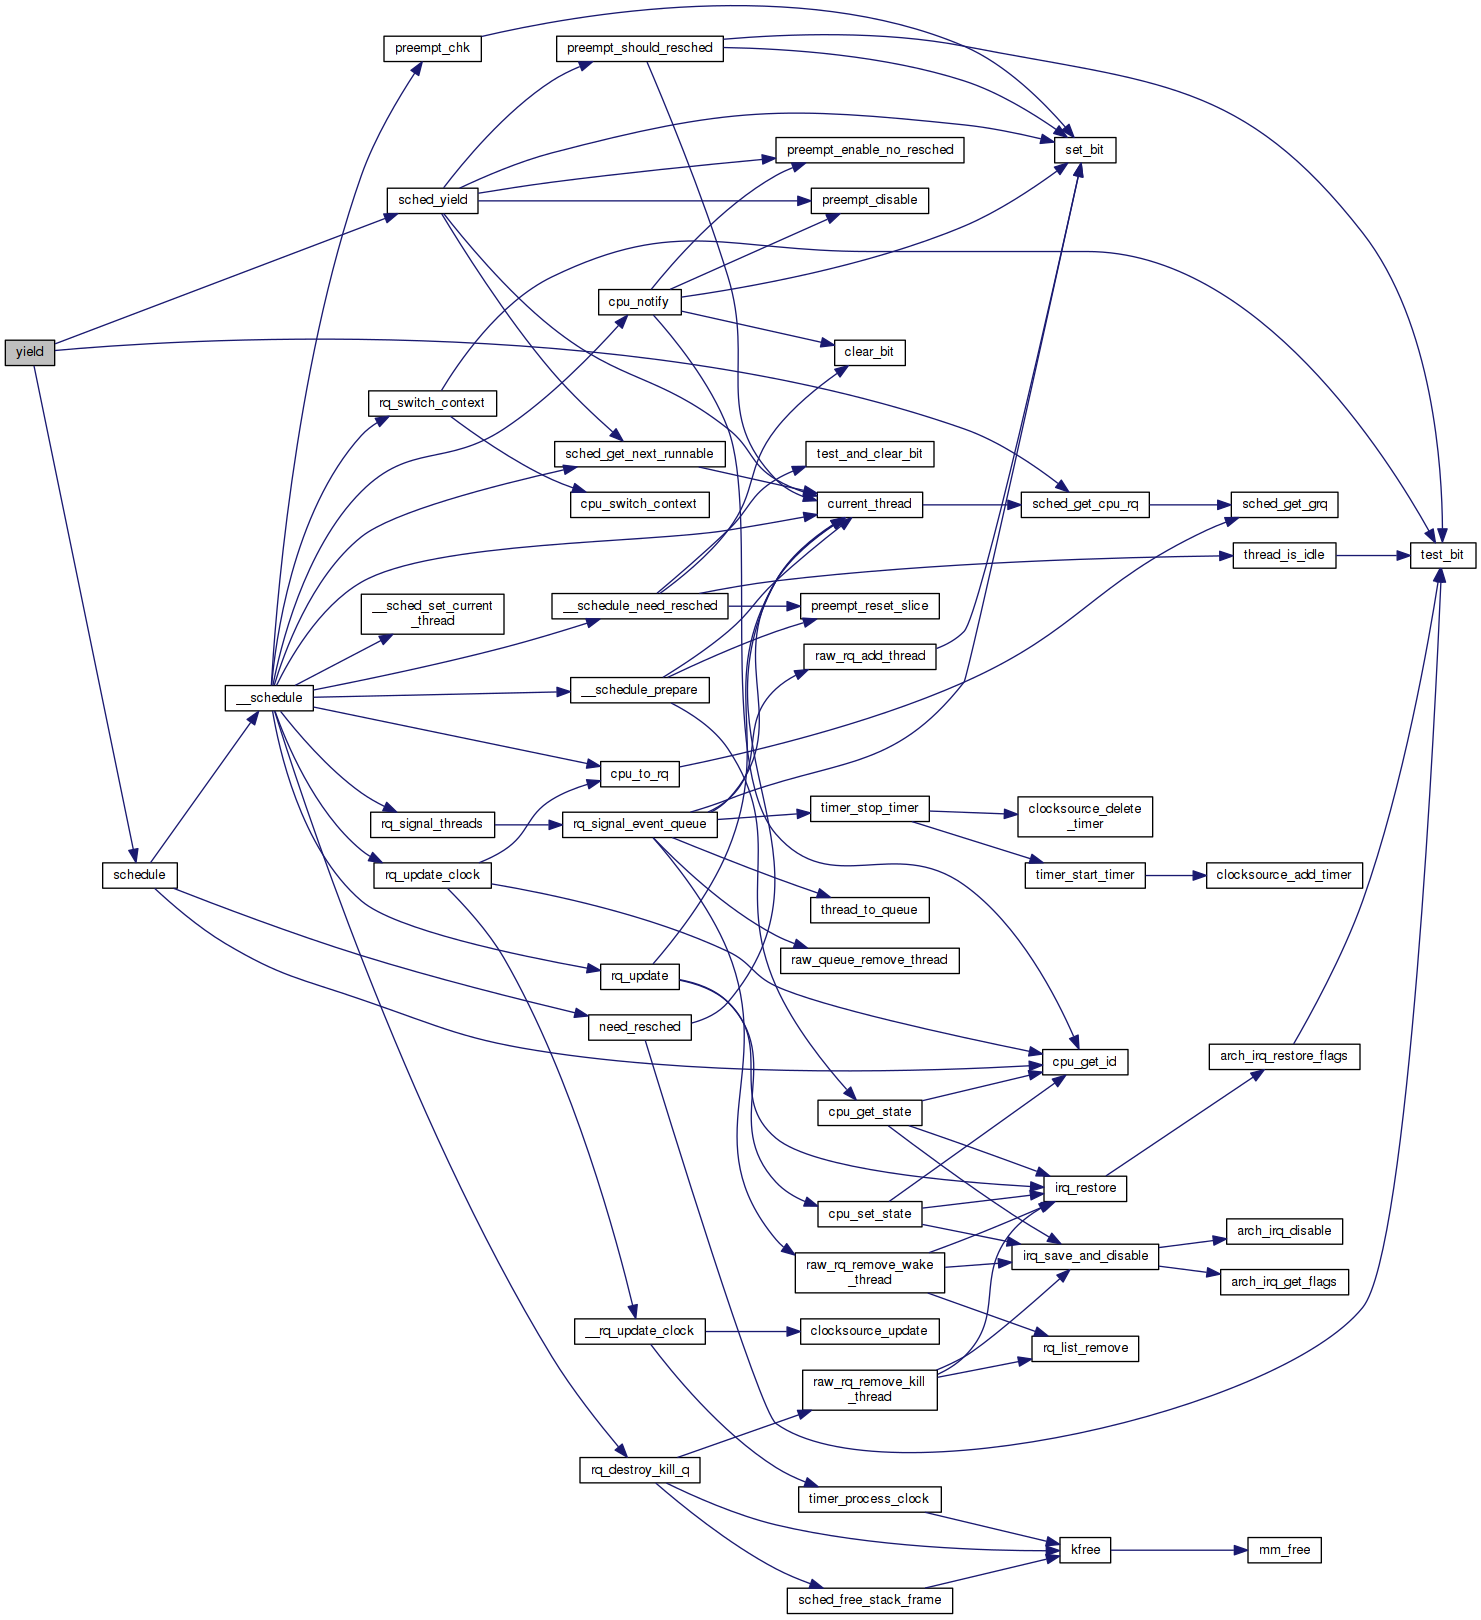 preempt_chk
preempt_should_resched
set_bit
preempt_enable_no_resched
sched_yield
preempt_disable
cpu_notify
yield
clear_bit
rq_switch_context
sched_get_next_runnable
test_and_clear_bit
cpu_switch_context
current_thread
sched_get_cpu_rq
sched_get_grq
thread_is_idle
test_bit
__sched_set_current
_thread
__schedule_need_resched
preempt_reset_slice
raw_rq_add_thread
__schedule
__schedule_prepare
cpu_to_rq
rq_signal_threads
rq_signal_event_queue
timer_stop_timer
clocksource_delete
_timer
schedule
rq_update_clock
timer_start_timer
clocksource_add_timer
thread_to_queue
raw_queue_remove_thread
rq_update
need_resched
cpu_get_id
arch_irq_restore_flags
cpu_get_state
irq_restore
cpu_set_state
arch_irq_disable
irq_save_and_disable
raw_rq_remove_wake
_thread
arch_irq_get_flags
__rq_update_clock
clocksource_update
rq_list_remove
raw_rq_remove_kill
_thread
rq_destroy_kill_q
timer_process_clock
kfree
mm_free
sched_free_stack_frame